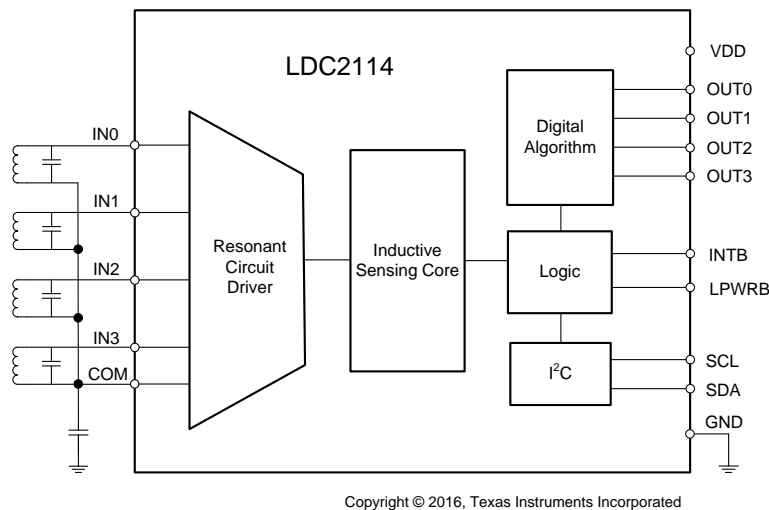 LDC2114
VDD
OUT0
OUT1
OUT2
OUT3
INTB
LPWRB
SCL
SDA
GND
IN0
IN1
IN2
IN3
COM
Resonant
Circuit
Driver
Inductive
Sensing Core
Digital
Algorithm
Logic
I²C
Copyright © 2016, Texas Instruments Incorporated